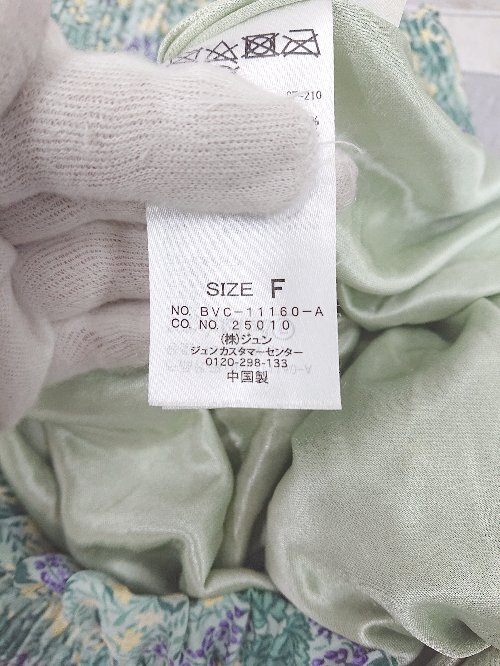 -210
%
SIZE F
NO. BVC-11160-A
CO. NO. 25010
(株)ジュン
ジュンカスタマーセンター
0120-298-133
中国製